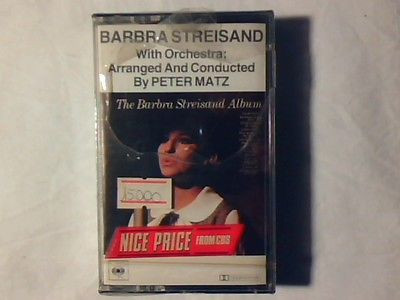 BARBRA STREISAND
With Orchestra;
Arranged And Conducted
By PETER MATZ
The Barbra Streisand Album
15.000
NICE PRICE FROM CBS